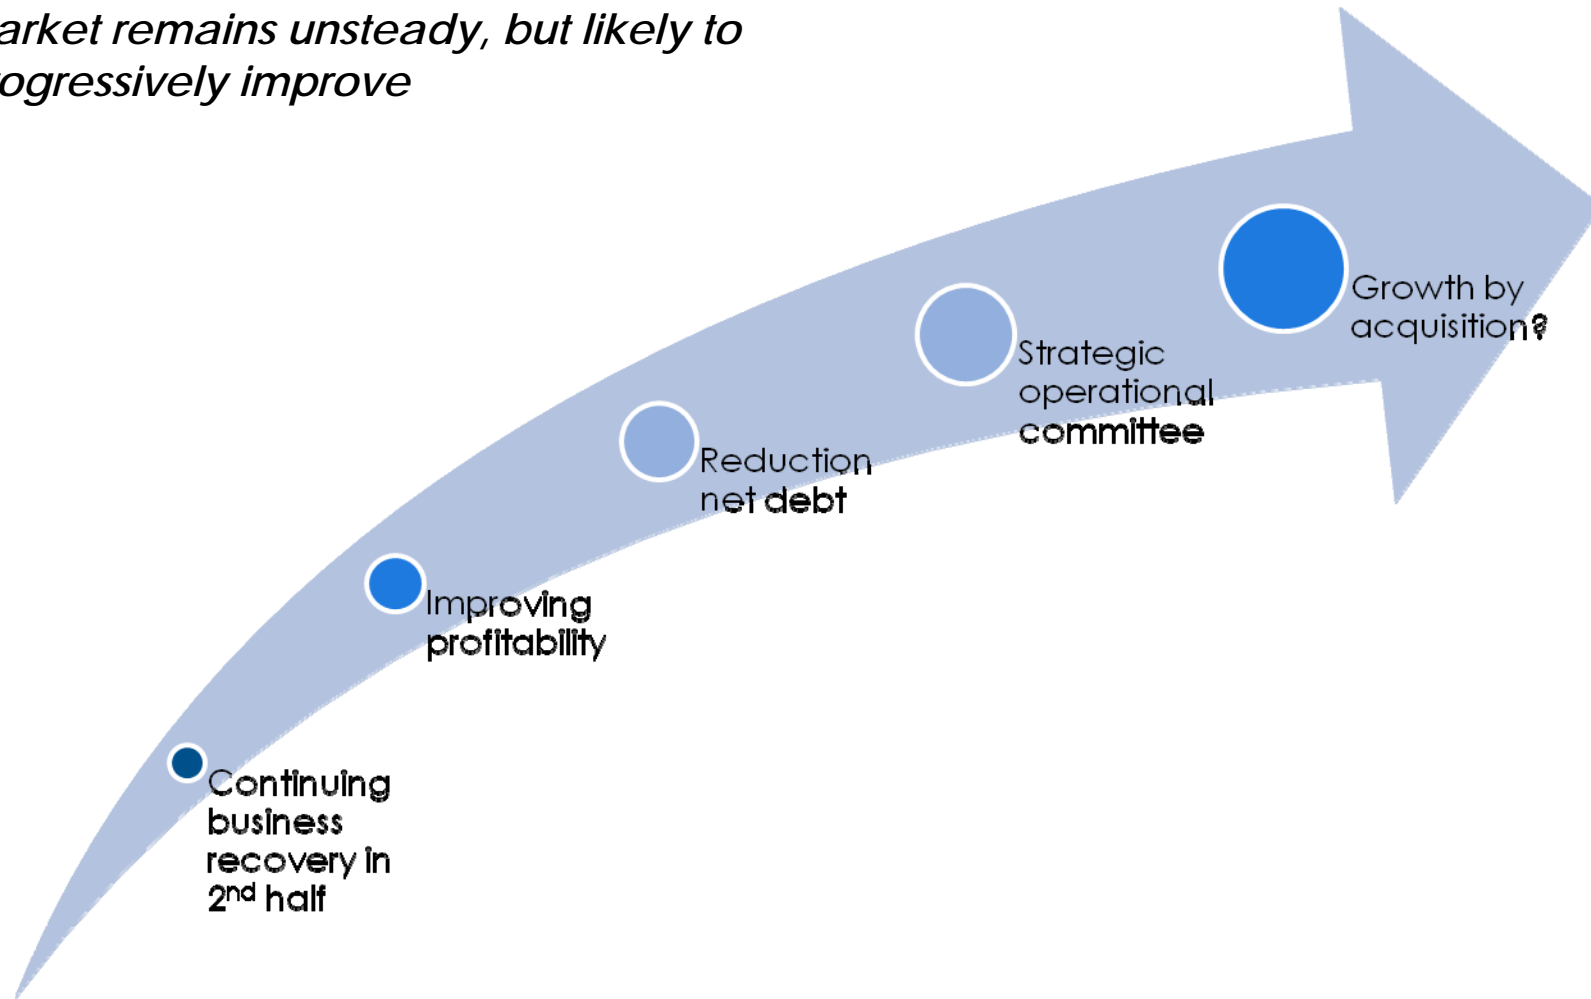 arket remains unsteady, but likely to
ogressively improve
Growth by
acquisition?
Strategic
operational
committee
Reduction
net debt
Improving
profitability
Continuing
business
recovery in
2nd half